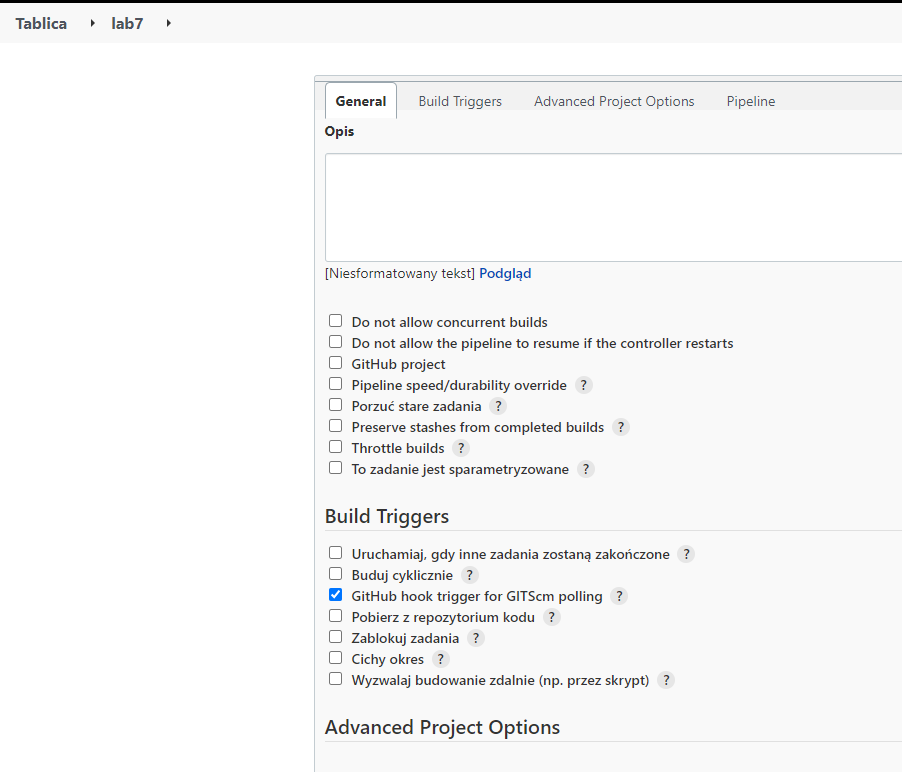 Tablica lab7
General Build Triggers Advanced Project Options Pipeline
Opis
[Niesformatowany tekst] Podgląd
Do not allow concurrent builds
Do not allow the pipeline to resume if the controller restarts
GitHub project
Pipeline speed/durability override ?
Porzuć stare zadania ?
Preserve stashes from completed builds ?
Throttle builds ?
To zadanie jest sparametryzowane ?
Build Triggers
Uruchamiaj, gdy inne zadania zostaną zakończone ?
Buduj cyklicznie ?
GitHub hook trigger for GITScm polling ?
Pobierz z repozytorium kodu ?
Zablokuj zadania ?
Cichy okres ?
Wyzwalaj budowanie zdalnie (np. przez skrypt) ?
Advanced Project Options